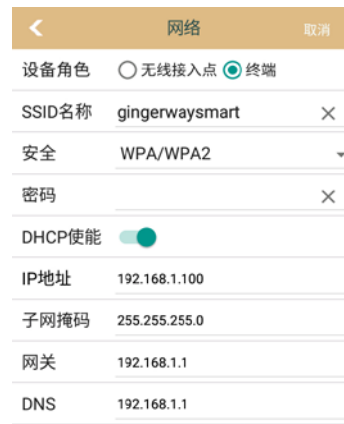 网络 取消
设备角色 无线接入点 终端
SSID名称 gingerwaysmart
安全 WPA/WPA2
密码
DHCP使能
IP地址 192.168.1.100
子网掩码 255.255.255.0
网关 192.168.1.1
DNS 192.168.1.1